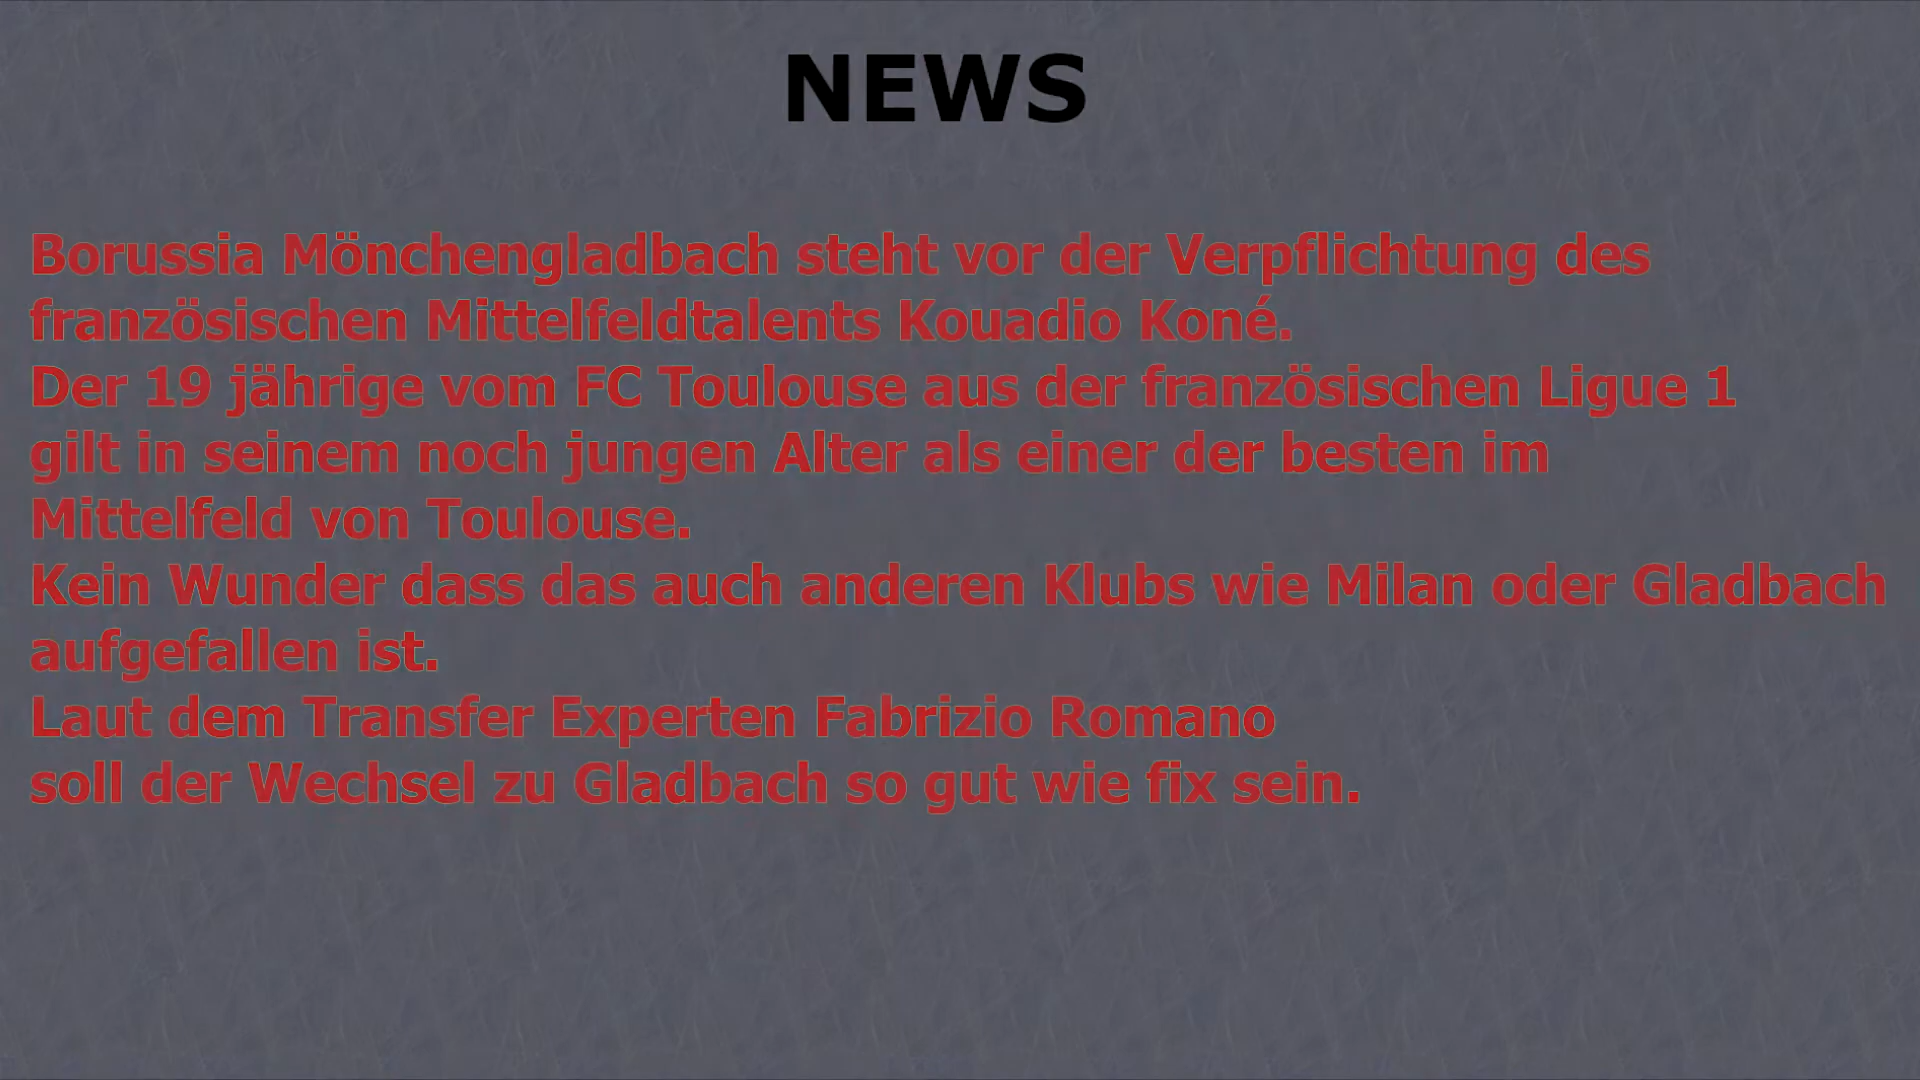 NEWS
Borussia Mönchengladbach steht vor der Verpflichtung des
französischen Mittelfeldtalents Kouadio Koné.
Der 19 jährige vom FC Toulouse aus der französischen Ligue 1
gilt in seinem noch jungen Alter als einer der besten im
Mittelfeld von Toulouse.
Kein Wunder dass das auch anderen Klubs wie Milan oder Gladbach
aufgefallen ist.
Laut dem Transfer Experten Fabrizio Romano
soll der Wechsel zu Gladbach so gut wie fix sein.